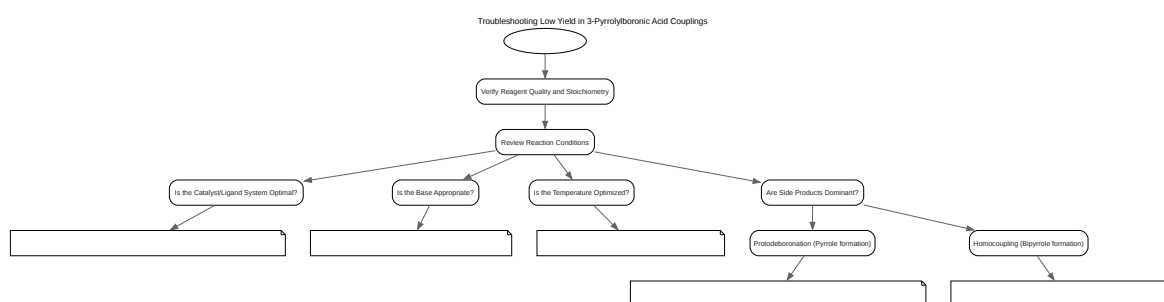 Troubleshooting Low Yield in 3-Pyrrolylboronic Acid Couplings
Verify Reagent Quality and Stoichiometry
Review Reaction Conditions
Is the Catalyst/Ligand System Optimal?
Is the Base Appropriate?
Is the Temperature Optimized?
Are Side Products Dominant?
Protodeboronation (Pyrrole formation)
Homocoupling (Bipyrrole formation)